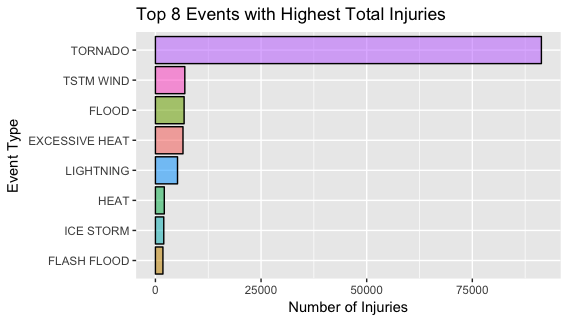 Top 8 Events with Highest Total Injuries
TORNADO
TSTM WIND
FLOOD
EXCESSIVE HEAT
LIGHTNING
HEAT
ICE STORM
FLASH FLOOD
Event Type
0 25000 50000 75000
Number of Injuries